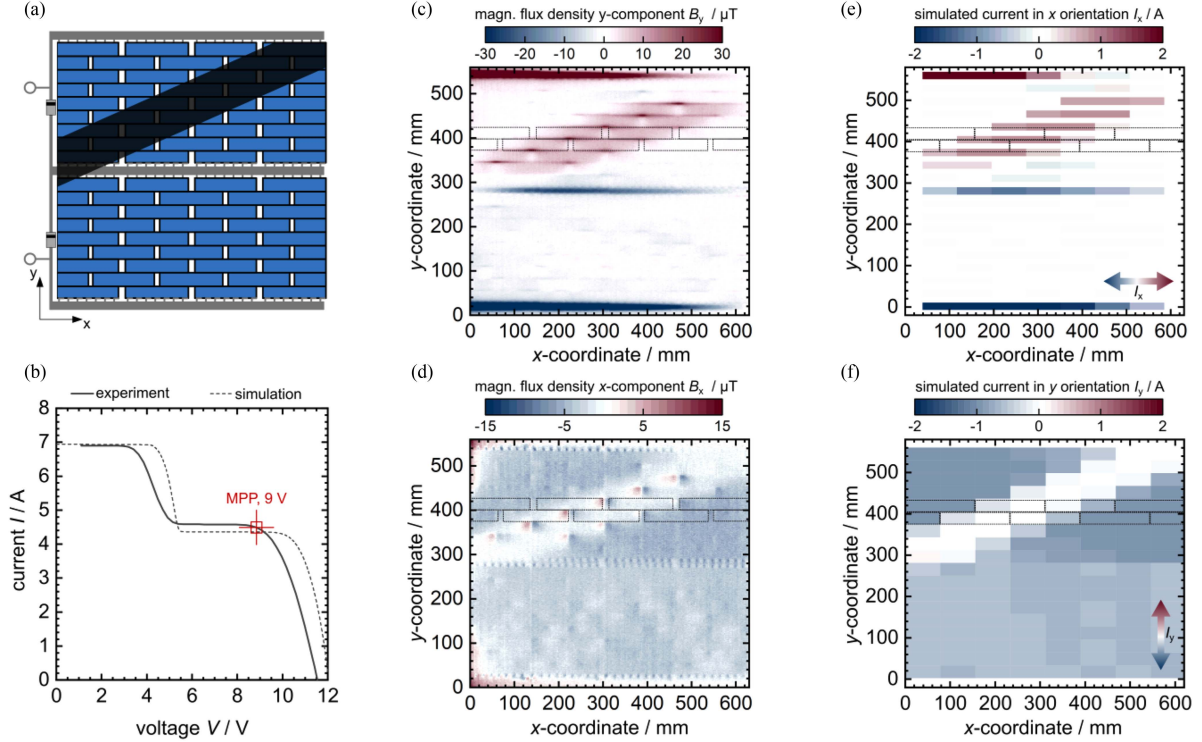 (a)
y
x
(b)
experiment
simulation
8
7
6
5
4
3
2
1
0
current I / A
MPP, 9 V
0 2 4 6 8 10 12
voltage V / V
(c)
magn. flux density y-component By / µT
-30 -20 -10 0 10 20 30
500
400
300
200
100
0
y-coordinate / mm
0 100 200 300 400 500 600
x-coordinate / mm
(d)
magn. flux density x-component Bx / µT
-15 -5 5 15
500
400
300
200
100
0
y-coordinate / mm
0 100 200 300 400 500 600
x-coordinate / mm
(e)
simulated current in x orientation Ix / A
-2 -1 0 1 2
500
400
300
200
100
0
y-coordinate / mm
Ix
0 100 200 300 400 500 600
x-coordinate / mm
(f)
simulated current in y orientation Iy / A
-2 -1 0 1 2
500
400
300
200
100
0
y-coordinate / mm
Iy
0 100 200 300 400 500 600
x-coordinate / mm